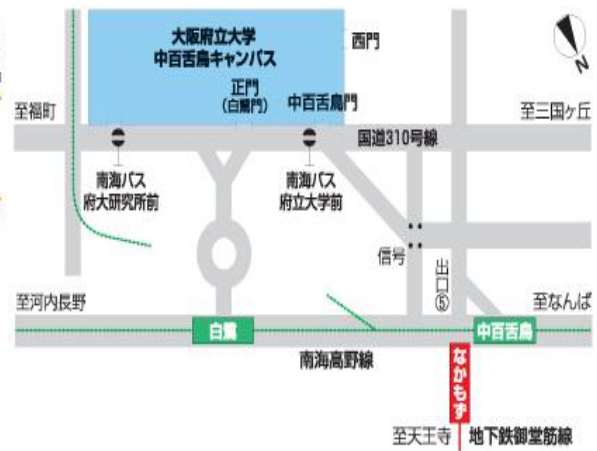 大阪府立大学
中百舌鳥キャンパス
西門
正門
(白鷺門)
中百舌鳥門
至福町
至三国ヶ丘
国道310号線
南海バス
府大研究所前
南海バス
府立大学前
信号
出口⑤
至河内長野
至なんば
白鷺
中百舌鳥
南海高野線
なかもず
至天王寺
地下鉄御堂筋線
N